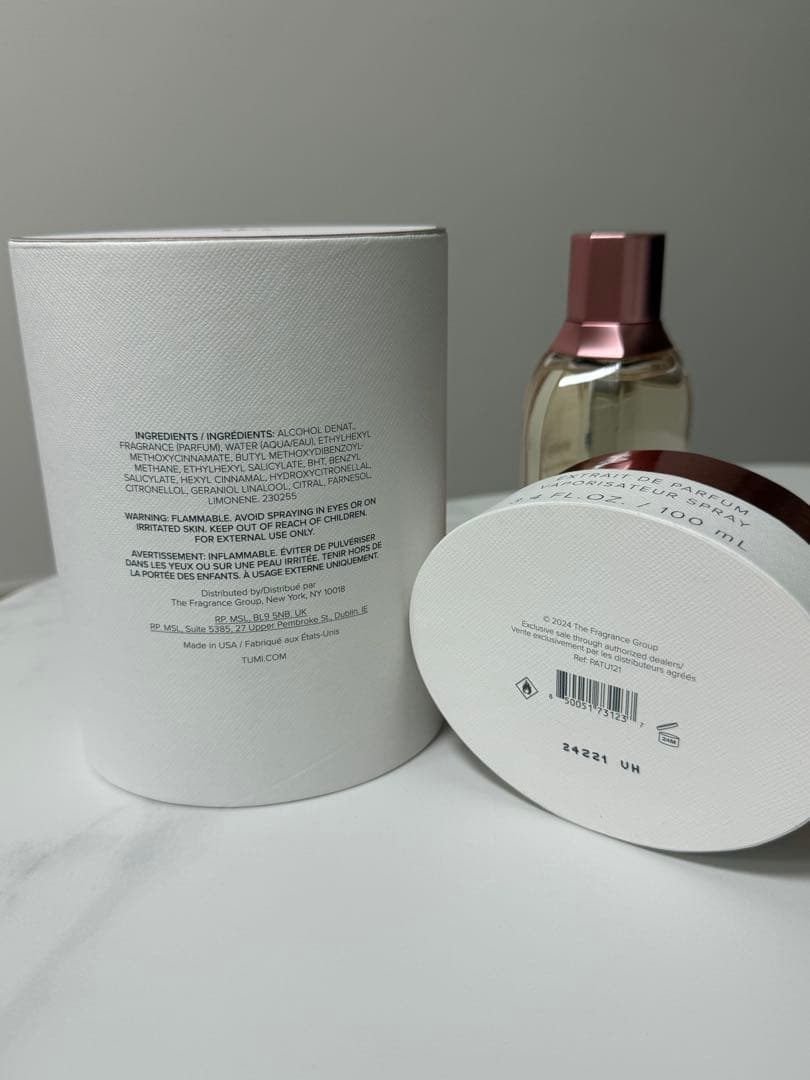 INGREDIENTS / INGRÉDIENTS: ALCOHOL DENAT.,
FRAGRANCE (PARFUM), WATER (AQUA/EAU), ETHYLHEXYL
METHOXYCINNAMATE, BUTYL METHOXYDIBENZOYL-
METHANE, ETHYLHEXYL SALICYLATE, BHT, BENZYL
SALICYLATE, HEXYL CINNAMAL, HYDROXYCITRONELLAL,
CITRONELLOL, GERANIOL LINALOOL, CITRAL, FARNESOL,
LIMONENE. 230255
WARNING: FLAMMABLE. AVOID SPRAYING IN EYES OR ON
IRRITATED SKIN. KEEP OUT OF REACH OF CHILDREN.
FOR EXTERNAL USE ONLY.
AVERTISSEMENT: INFLAMMABLE. ÉVITER DE PULVÉRISER
DANS LES YEUX OU SUR UNE PEAU IRRITÉE. TENIR HORS DE
LA PORTÉE DES ENFANTS. À USAGE EXTERNE UNIQUEMENT.
Distributed by/Distribué par
The Fragrance Group, New York, NY 10018
RP. MSL, BL9 5NB. UK
RP. MSL, Suite 5385, 27 Upper Pembroke St., Dublin. IE
Made in USA / Fabriqué aux États-Unis
TUMI.COM
EXTRAIT DE PARFUM
VAPORISATEUR SPRAY
3.4 FL.OZ. / 100 mL
© 2024 The Fragrance Group
Exclusive sale through authorized dealers/
Vente exclusivement par les distributeurs agréés
Ref: PATU121
8 50051 73123 7
24M
24221 UH